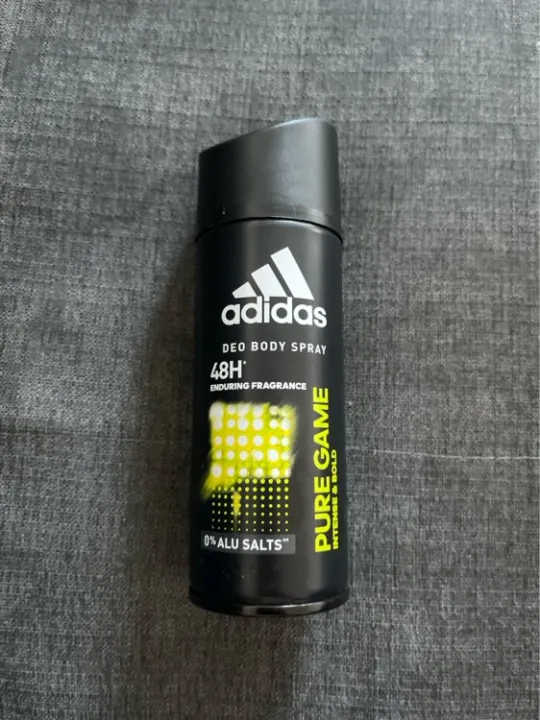 adidas
DEO BODY SPRAY
48H*
ENDURING FRAGRANCE
PURE GAME
INTENSE & BOLD
0% ALU SALTS**